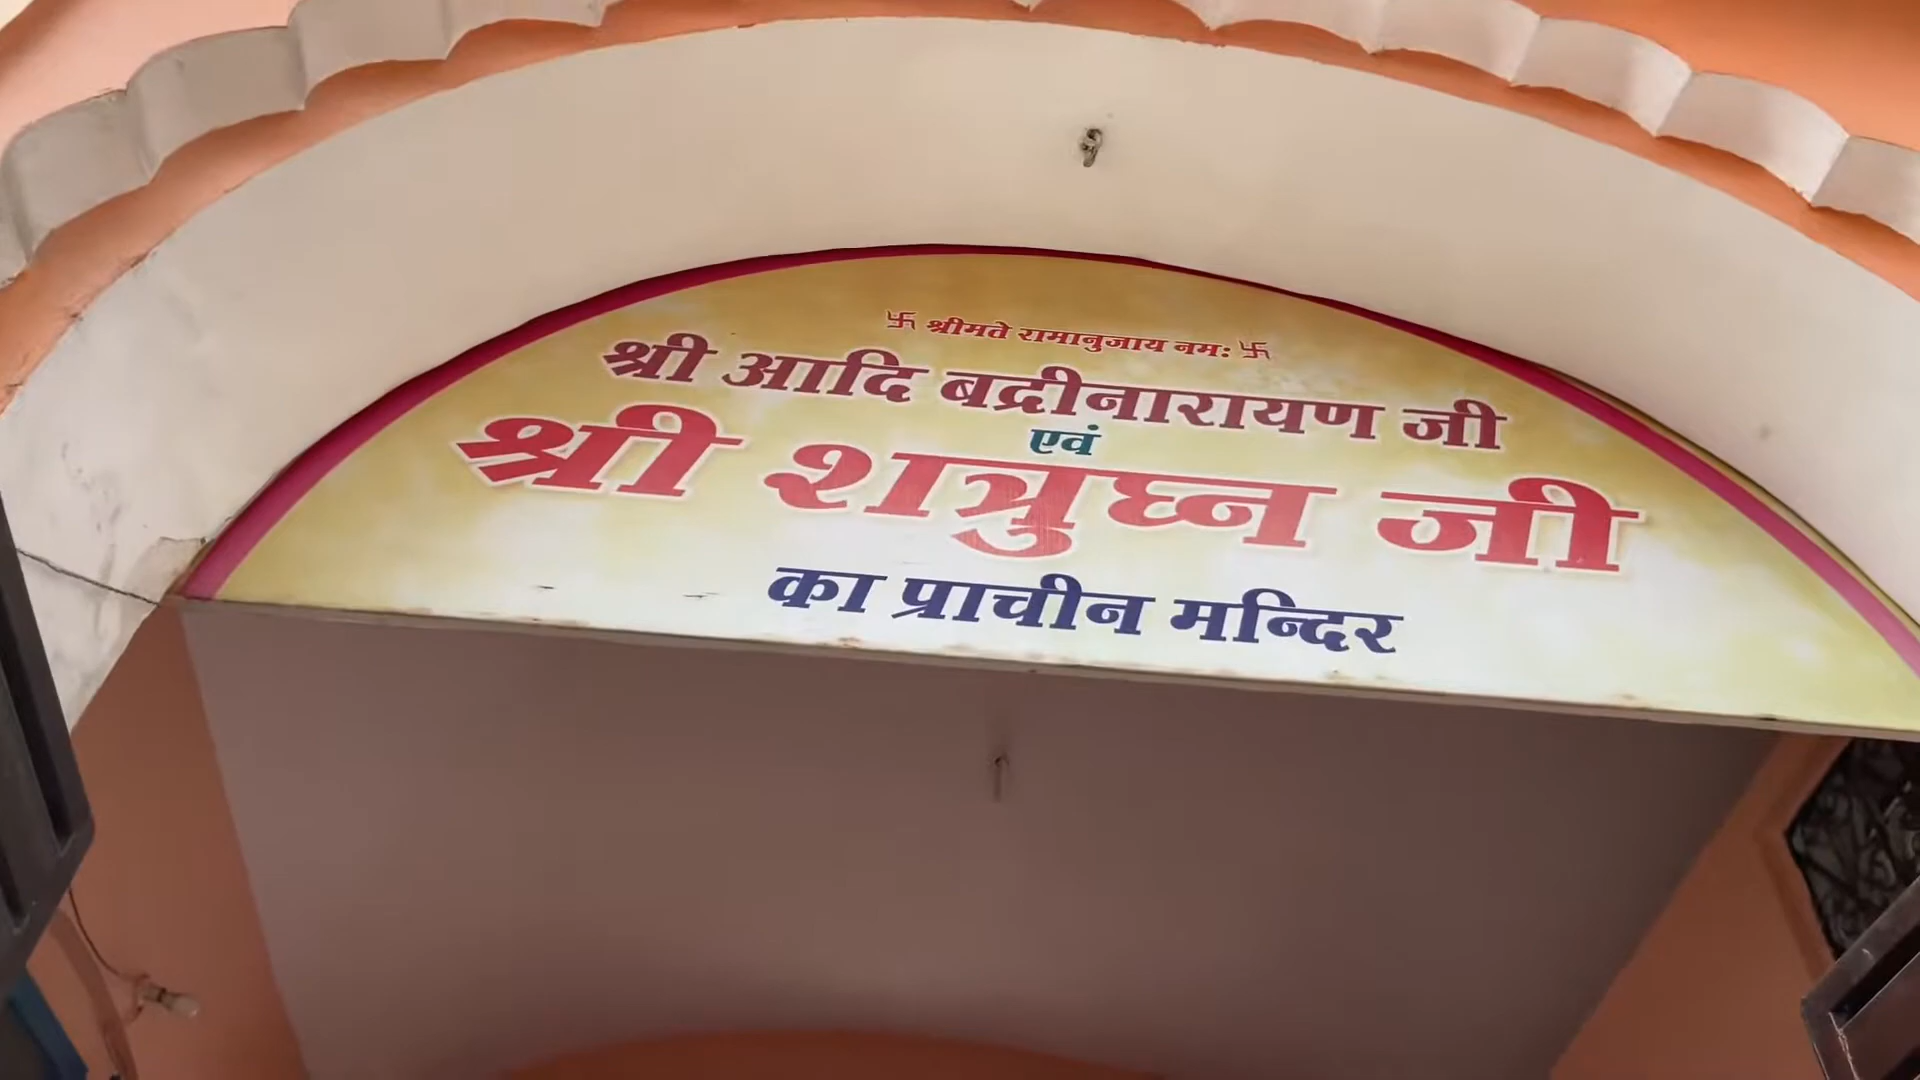 卐 श्रीमते रामानुजाय नमः 卐
श्री आदि बद्रीनारायण जी
एवं
श्री शत्रुघ्न जी
का प्राचीन मन्दिर